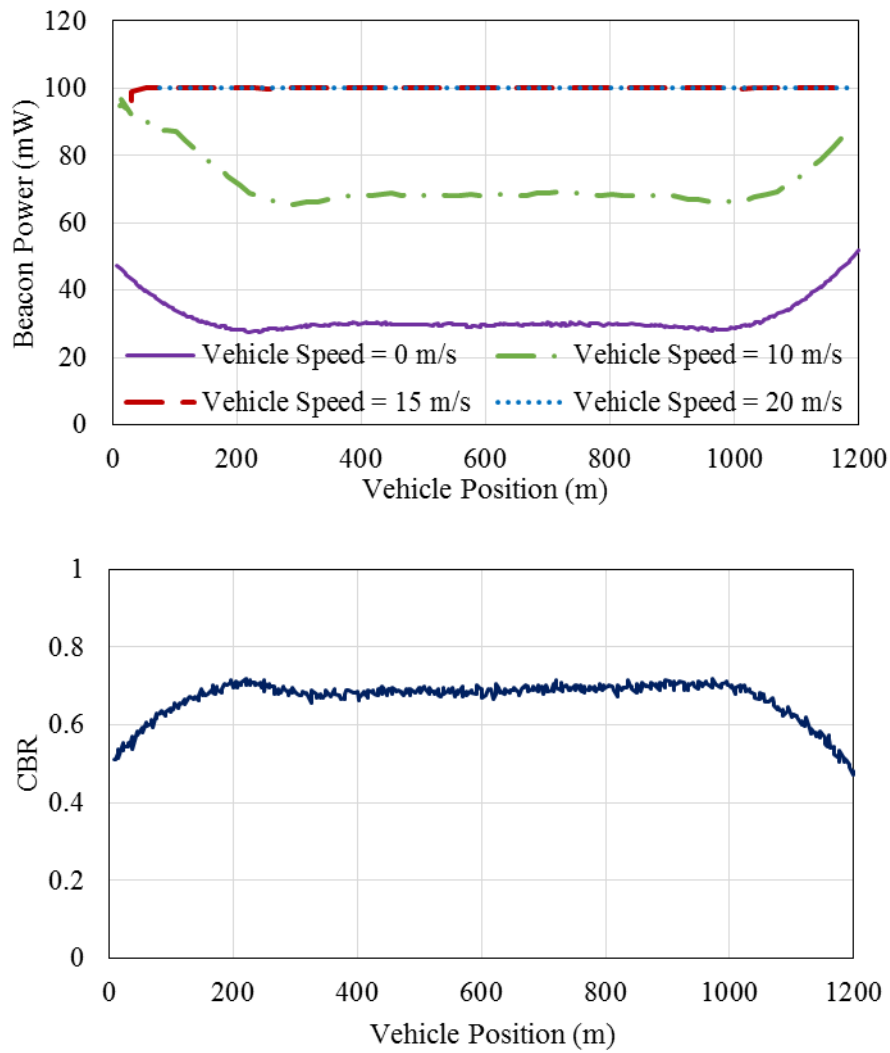 120
100
80
60
40
20
0
Beacon Power (mW)
Vehicle Speed = 0 m/s
Vehicle Speed = 10 m/s
Vehicle Speed = 15 m/s
Vehicle Speed = 20 m/s
0 200 400 600 800 1000 1200
Vehicle Position (m)
1
0.8
0.6
0.4
0.2
0
CBR
0 200 400 600 800 1000 1200
Vehicle Position (m)